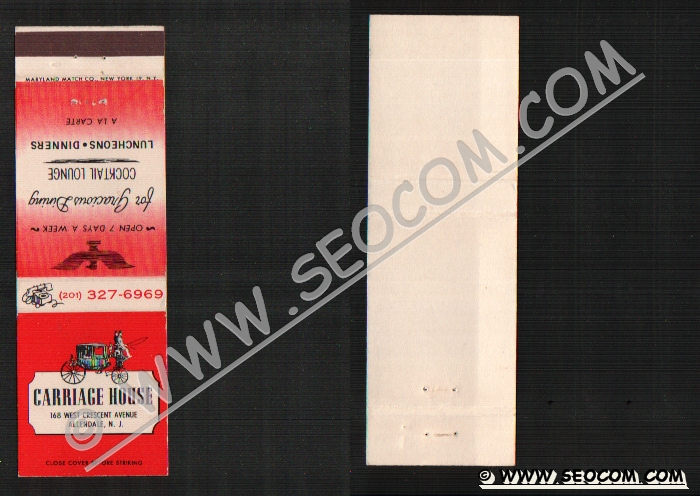 MARYLAND MATCH CO., NEW YORK 19, N.Y.
for Gracious Dining
OPEN 7 DAYS A WEEK
COCKTAIL LOUNGE
LUNCHEONS • DINNERS
A LA CARTE
(201) 327-6969
CARRIAGE HOUSE
168 WEST CRESCENT AVENUE
ALLENDALE, N. J.
CLOSE COVER BEFORE STRIKING
© WWW.SEOCOM.COM
© WWW.SEOCOM.COM